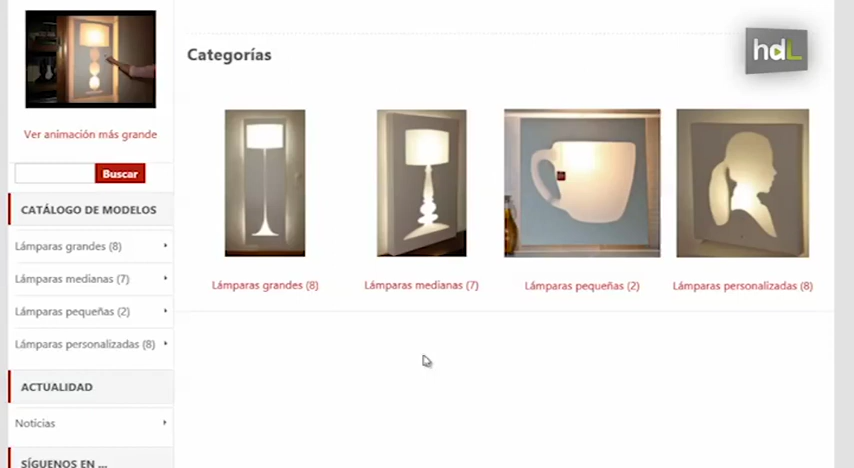 hdL
Categorías
Ver animación más grande
Buscar
CATÁLOGO DE MODELOS
Lámparas grandes (8)
Lámparas medianas (7)
Lámparas pequeñas (2)
Lámparas personalizadas (8)
ACTUALIDAD
Noticias
SÍGUENOS EN ...
Lámparas grandes (8)
Lámparas medianas (7)
Lámparas pequeñas (2)
Lámparas personalizadas (8)